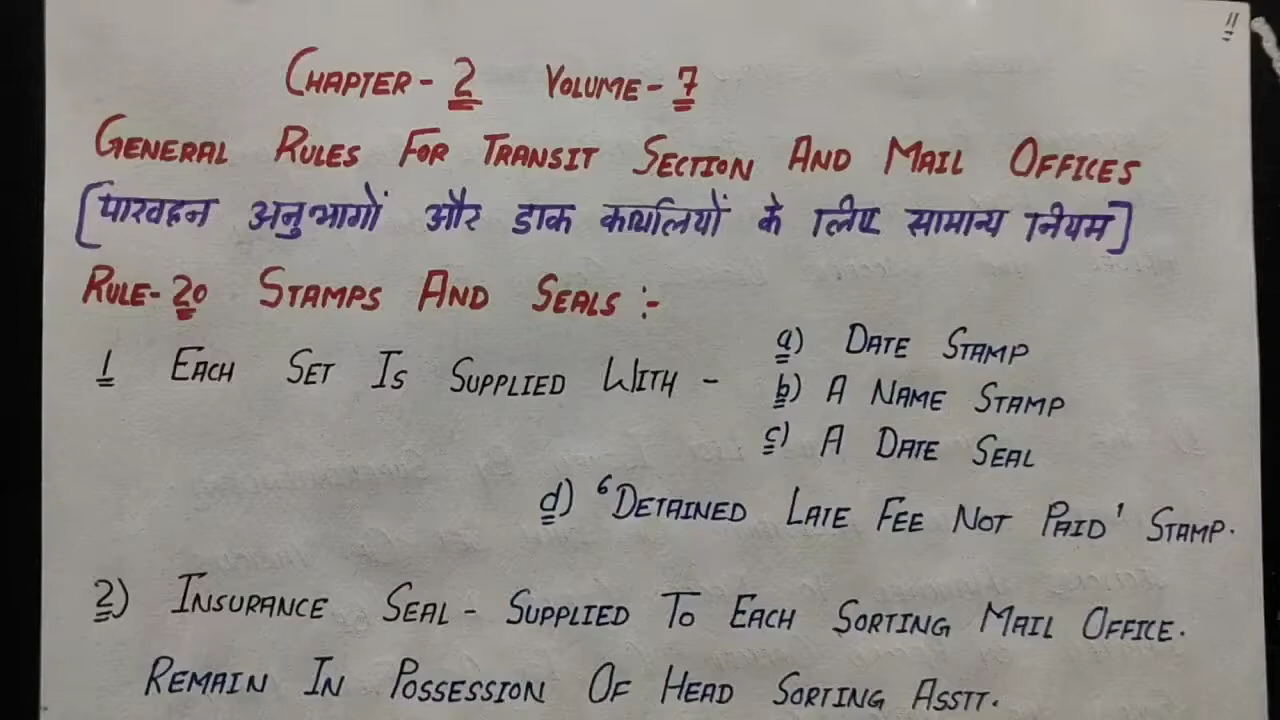 11
CHAPTER- 2 VOLUME- 7
GENERAL RULES FOR TRANSIT SECTION AND MAIL OFFICES
[पारवहन अनुभागों और डाक कार्यालयों के लिए सामान्य नियम]
RULE- 20 STAMPS AND SEALS :-
1 EACH SET IS SUPPLIED WITH - a) DATE STAMP
b) A NAME STAMP
c) A DATE SEAL
d) ‘DETAINED LATE FEE NOT PAID' STAMP.
2) INSURANCE SEAL - SUPPLIED TO EACH SORTING MAIL OFFICE.
REMAIN IN POSSESSION OF HEAD SORTING ASSTT.